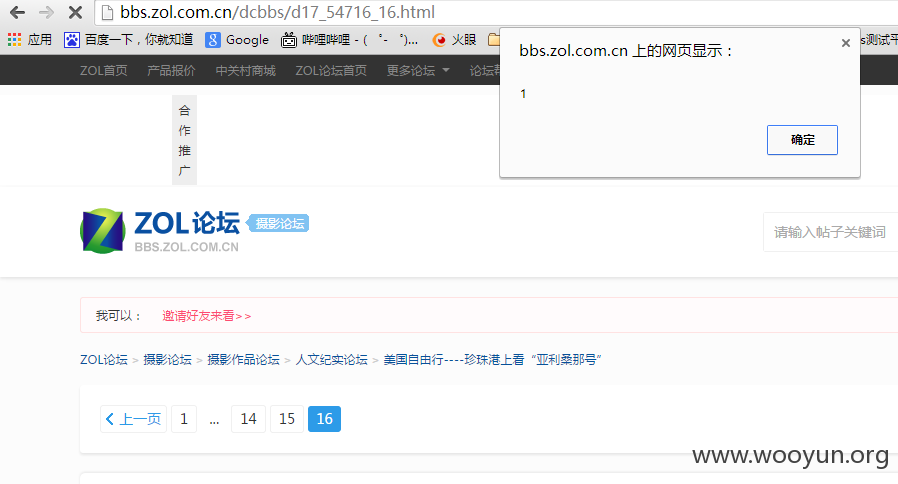 bbs.zol.com.cn/dcbbs/d17_54716_16.html
应用 百度一下，你就知道 Google 哔哩哔哩 - ( ゜- ゜)... 火眼
s测试平
bbs.zol.com.cn 上的网页显示：
1
确定
ZOL首页 产品报价 中关村商城 ZOL论坛首页 更多论坛 论坛帮
合
作
推
广
ZOL论坛 摄影论坛
BBS.ZOL.COM.CN
请输入帖子关键词
我可以： 邀请好友来看>>
ZOL论坛 > 摄影论坛 > 摄影作品论坛 > 人文纪实论坛 > 美国自由行----珍珠港上看“亚利桑那号”
上一页 1 ... 14 15 16
www.wooyun.org